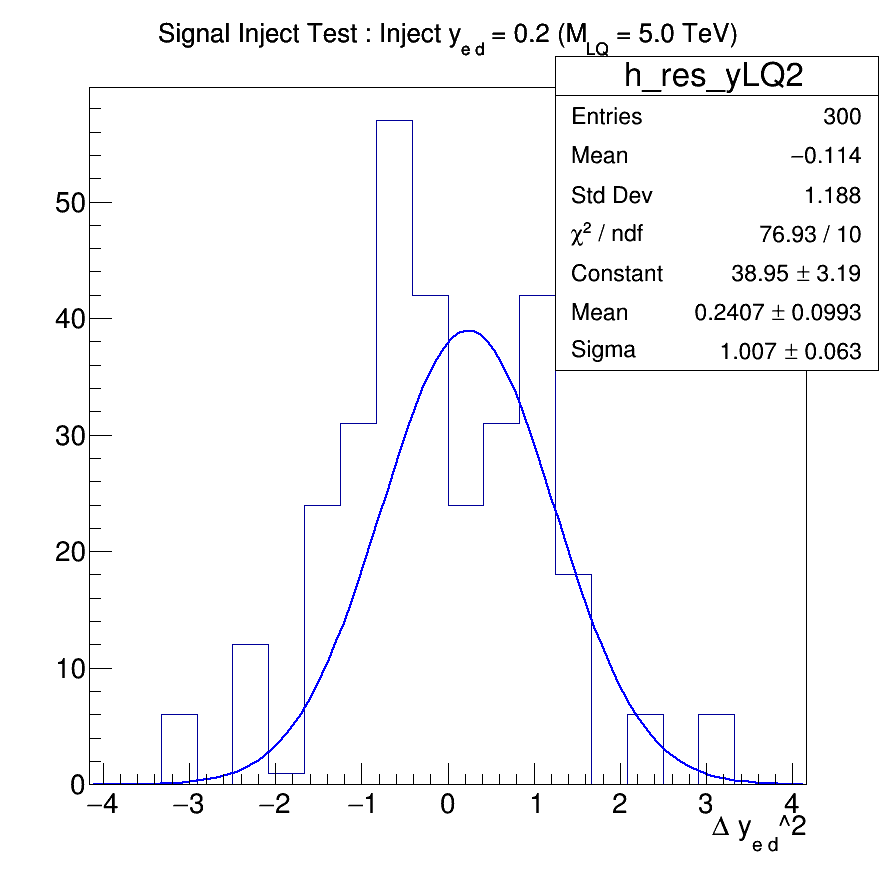 Signal Inject Test : Inject y_ed = 0.2 (M_LQ = 5.0 TeV)
h_res_yLQ2
Entries 300
Mean −0.114
Std Dev 1.188
χ² / ndf 76.93 / 10
Constant 38.95 ± 3.19
Mean 0.2407 ± 0.0993
Sigma 1.007 ± 0.063
50
40
30
20
10
0
−4 −3 −2 −1 0 1 2 3 4
Δ y_ed^2